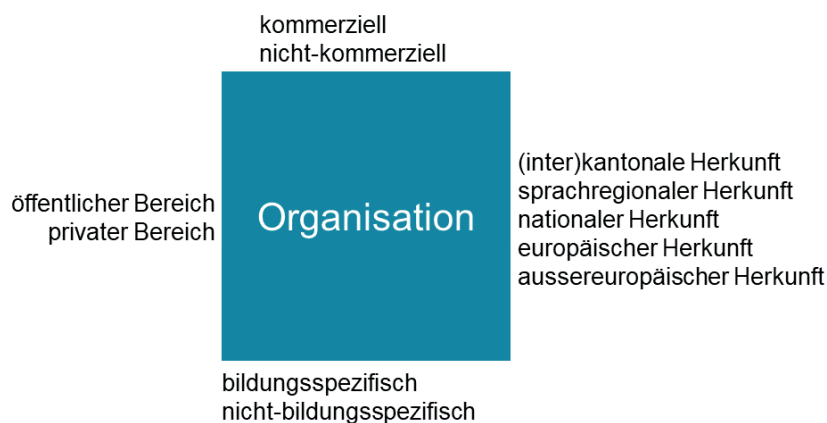 kommerziell
nicht-kommerziell
öffentlicher Bereich
privater Bereich
Organisation
(inter)kantonale Herkunft
sprachregionaler Herkunft
nationaler Herkunft
europäischer Herkunft
aussereuropäischer Herkunft
bildungsspezifisch
nicht-bildungsspezifisch